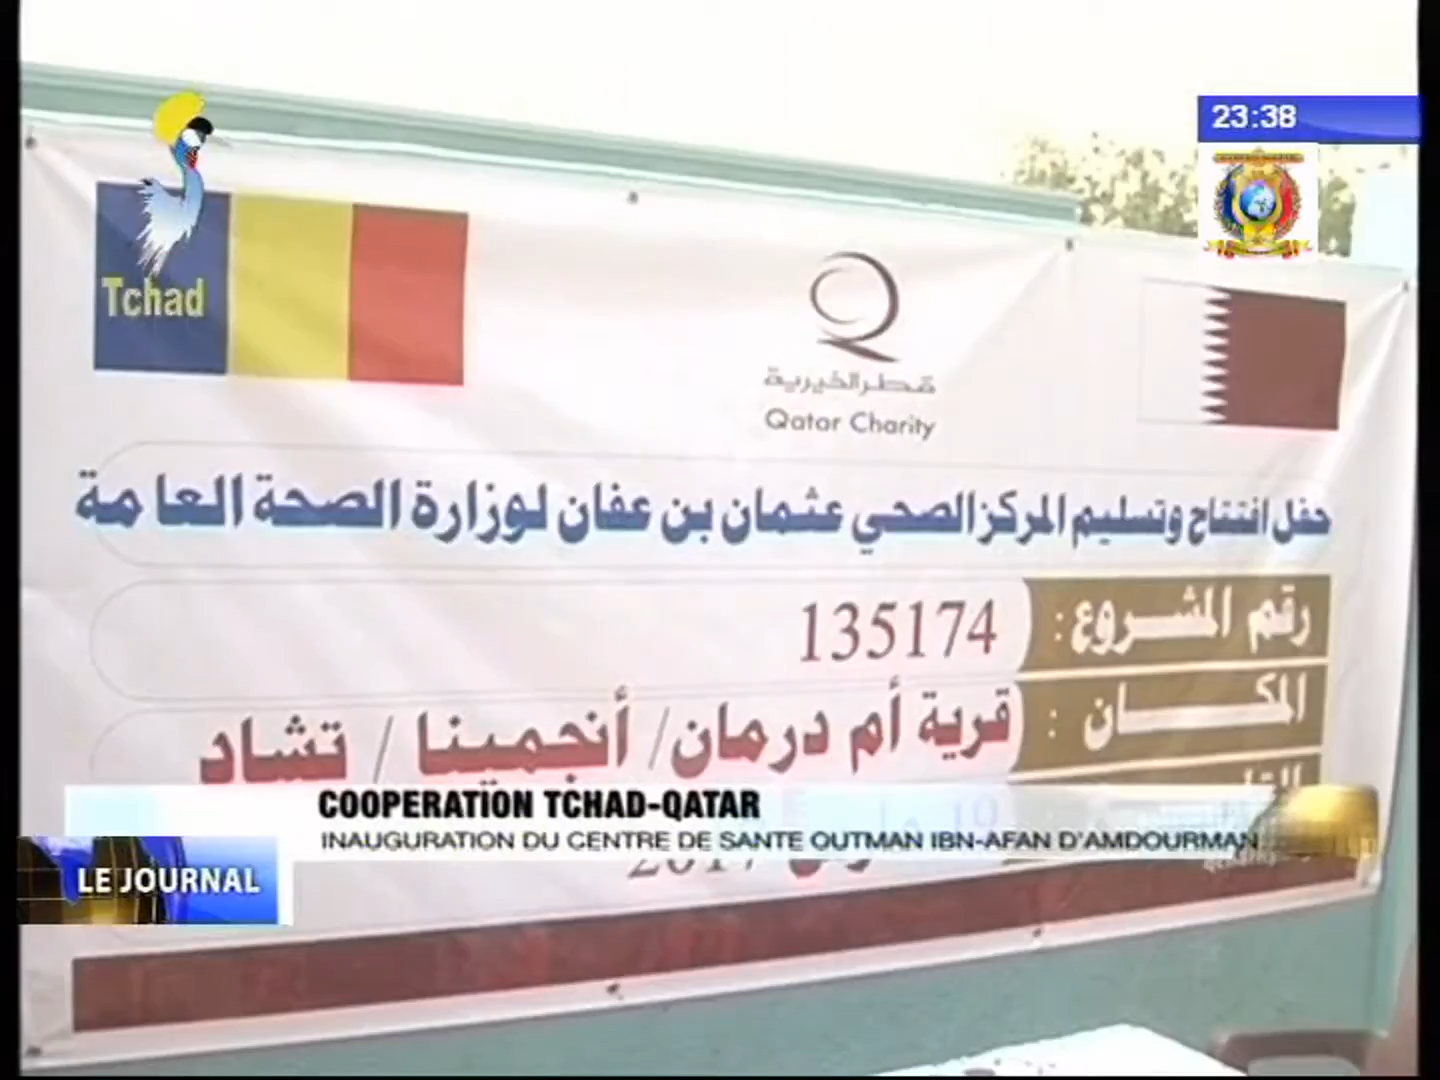 23:38
Tchad
قطر الخيرية
Qatar Charity
حفل افتتاح وتسليم المركز الصحي عثمان بن عفان لوزارة الصحة العامة
رقم المشروع : 135174
المكان : قرية أم درمان / أنجمينا / تشاد
COOPERATION TCHAD-QATAR
INAUGURATION DU CENTRE DE SANTE OUTMAN IBN-AFAN D'AMDOURMAN
2017
LE JOURNAL